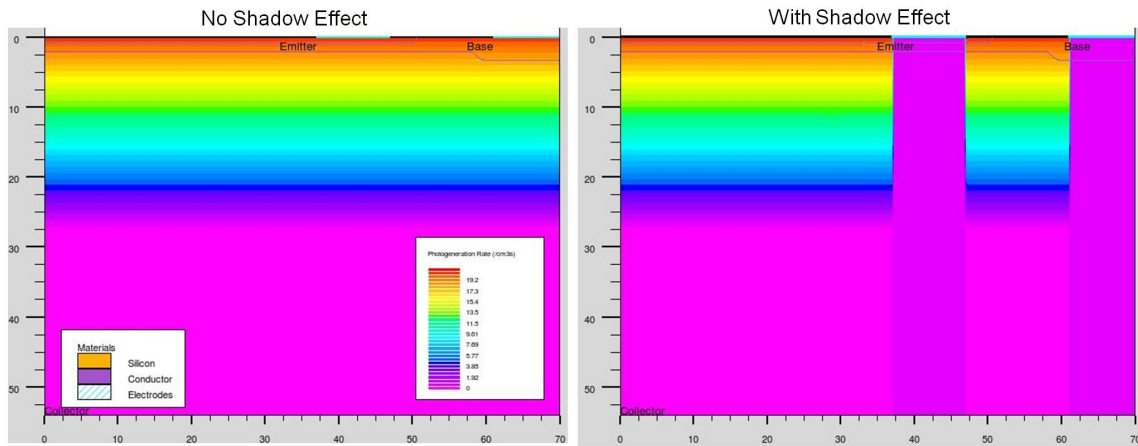 No Shadow Effect
Emitter
Base
0
10
20
30
40
50
Photogeneration Rate (/cm3s)
19.2
17.3
15.4
13.5
11.5
9.61
7.69
5.77
3.85
1.92
0
Materials
Silicon
Conductor
Electrodes
Collector
0 10 20 30 40 50 60 70
With Shadow Effect
Emitter
Base
0
10
20
30
40
50
Collector
0 10 20 30 40 50 60 70